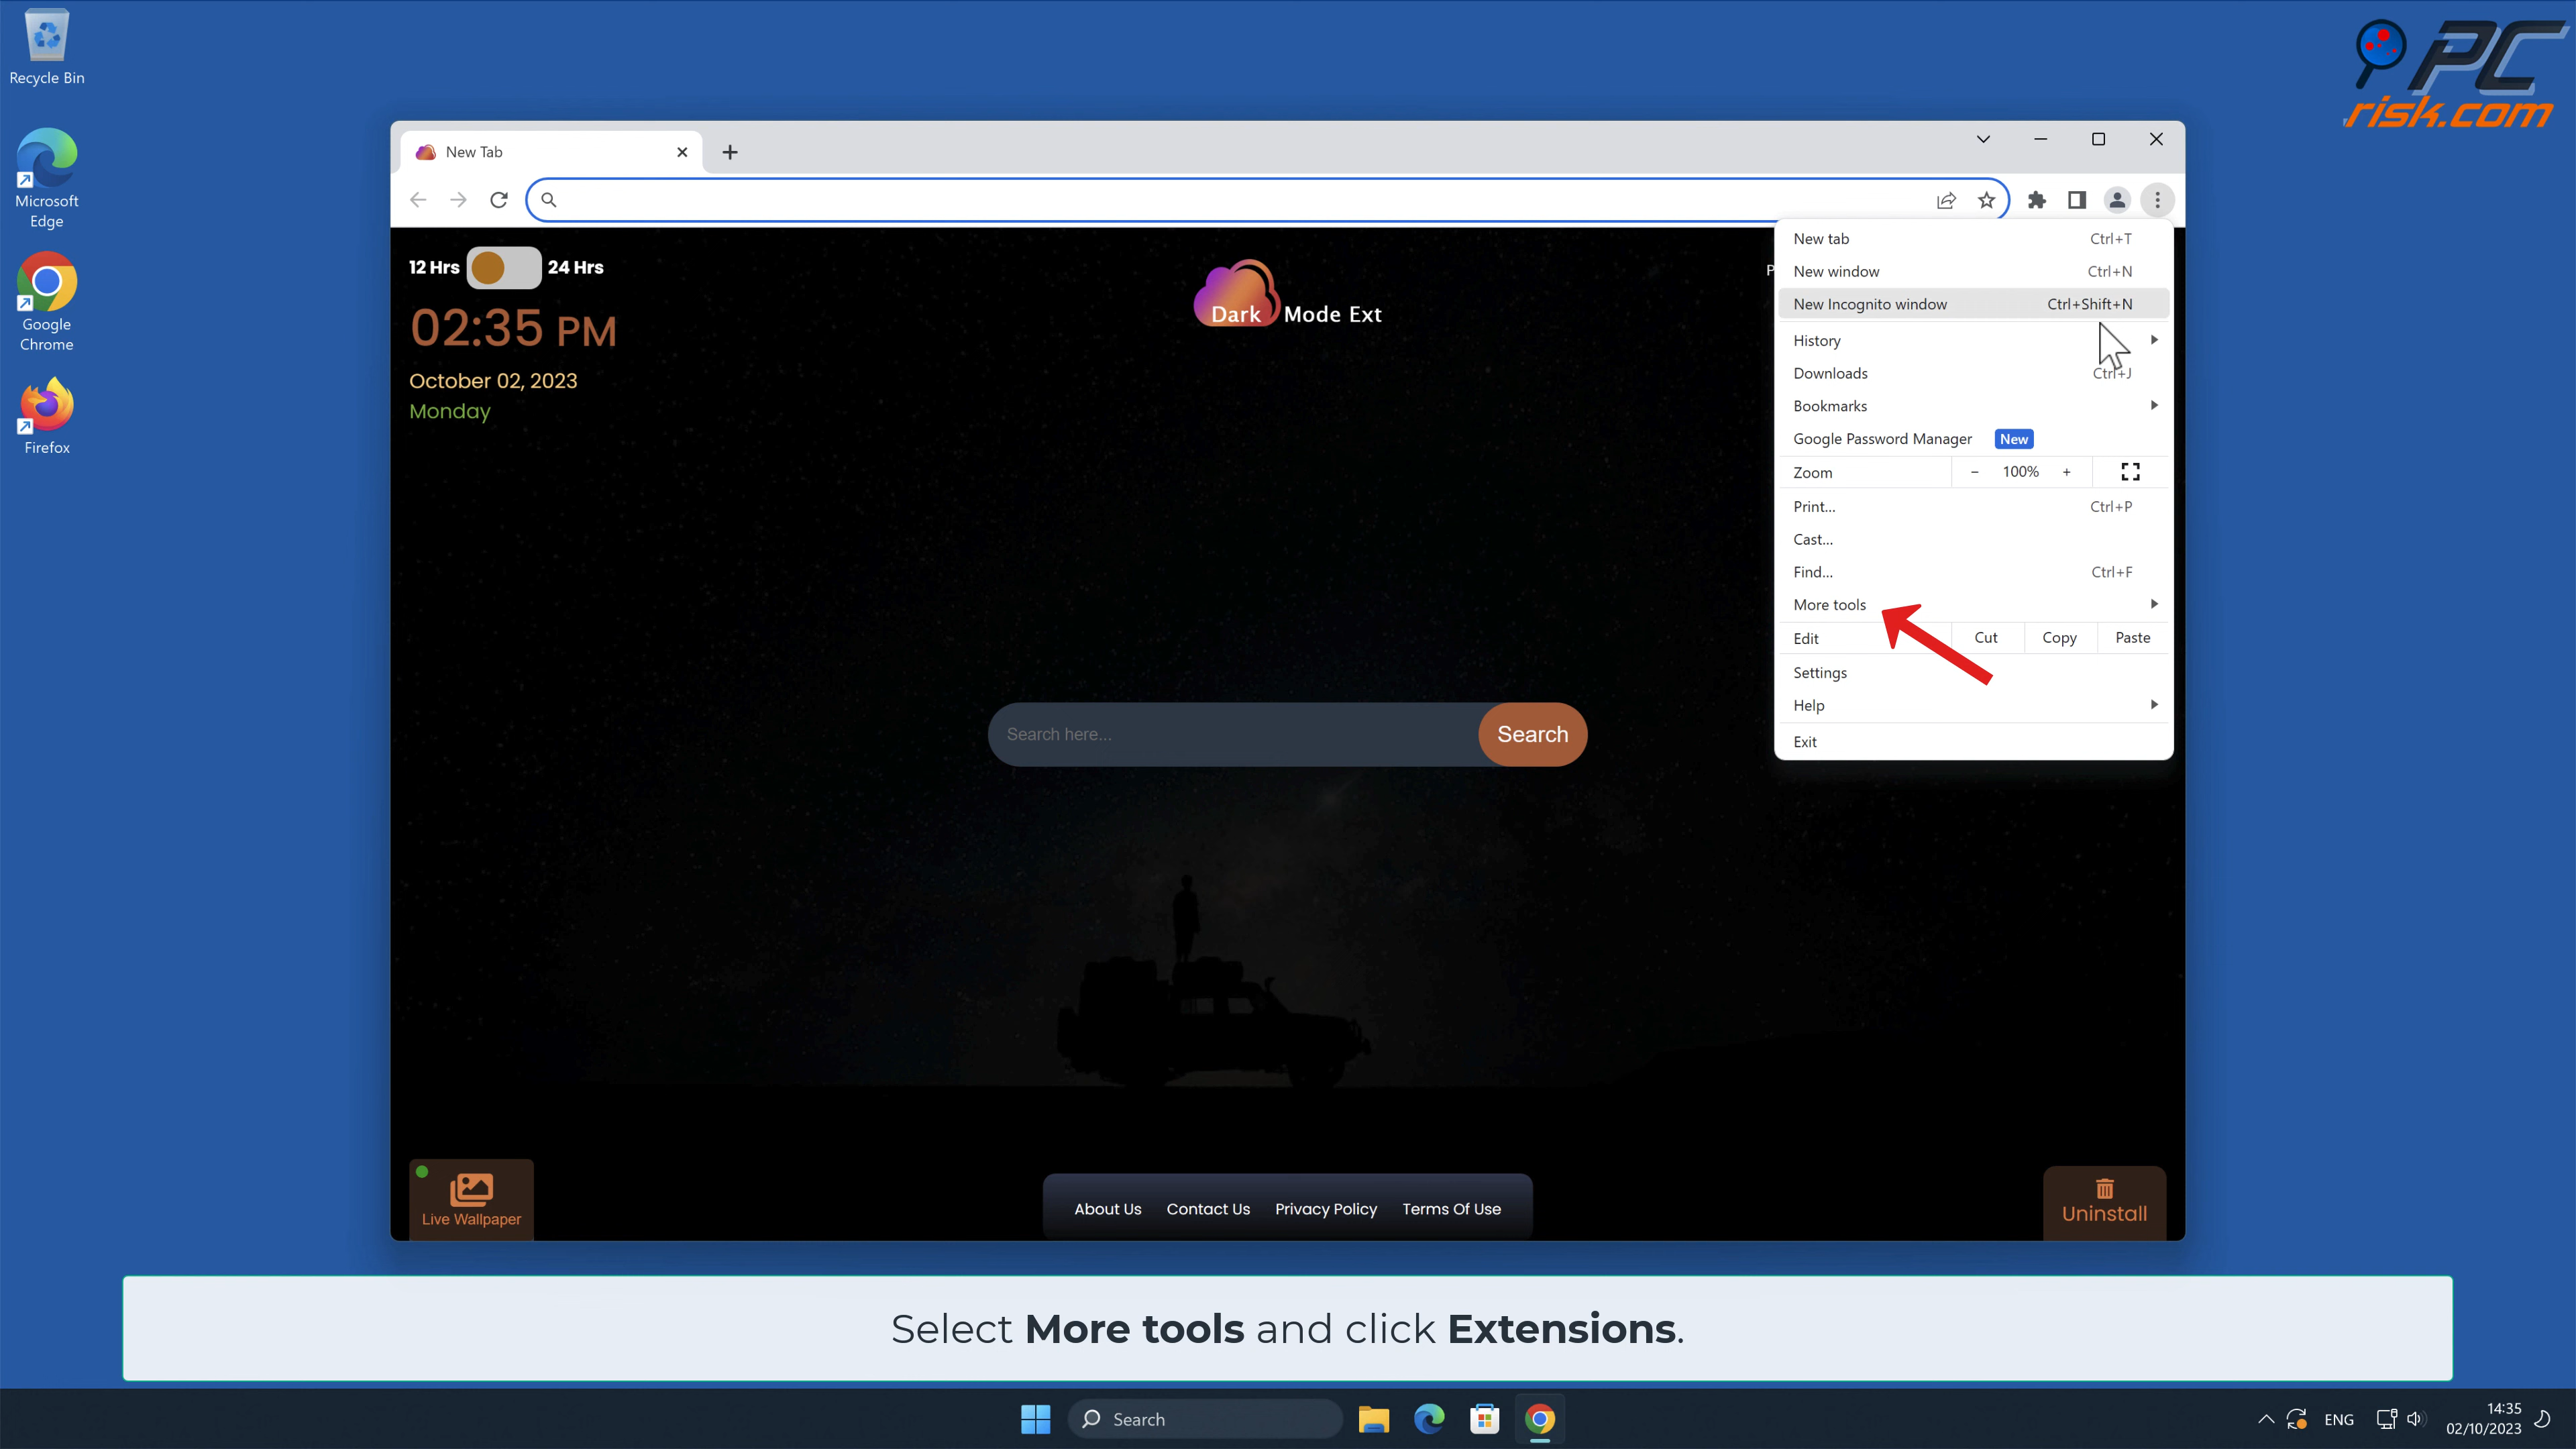 Recycle Bin
Microsoft
Edge
Google
Chrome
Firefox
PC
risk.com
New Tab
12 Hrs 24 Hrs
02:35 PM
October 02, 2023
Monday
Dark Mode Ext
P
New tab Ctrl+T
New window Ctrl+N
New Incognito window Ctrl+Shift+N
History
Downloads Ctrl+J
Bookmarks
Google Password Manager New
Zoom - 100% +
Print... Ctrl+P
Cast...
Find... Ctrl+F
More tools
Edit Cut Copy Paste
Settings
Help
Exit
Search here... Search
Live Wallpaper
About Us Contact Us Privacy Policy Terms Of Use
Uninstall
Select More tools and click Extensions.
Search
ENG
14:35
02/10/2023